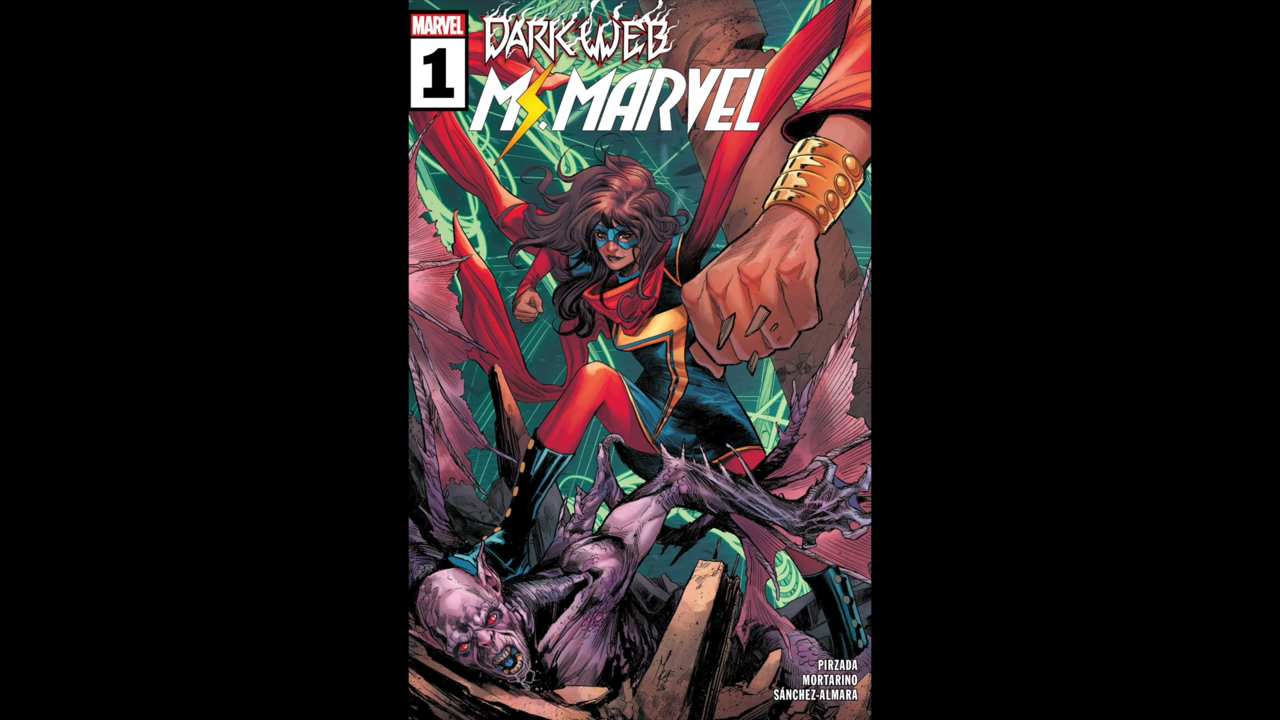 MARVEL
1
DARK WEB
MS. MARVEL
PIRZADA
MORTARINO
SÁNCHEZ-ALMARA